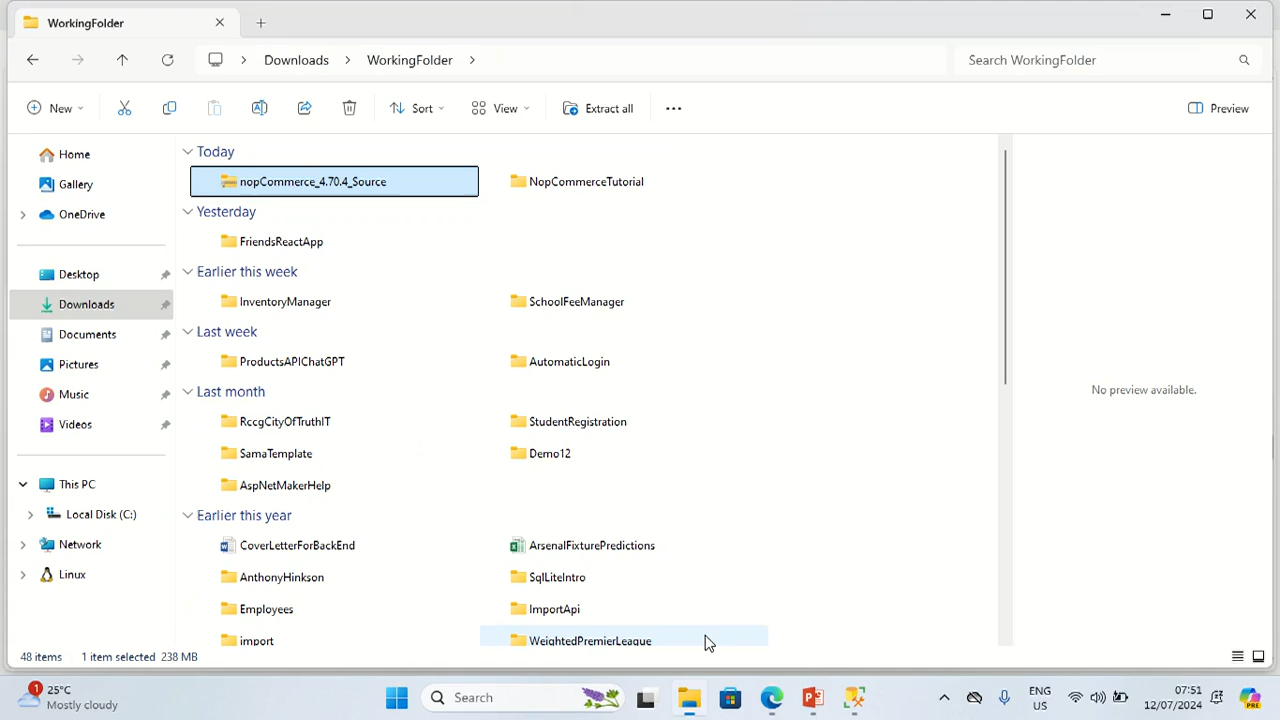 WorkingFolder
Downloads
WorkingFolder
Search WorkingFolder
New
Sort
View
Extract all
Preview
Home
Gallery
OneDrive
Desktop
Downloads
Documents
Pictures
Music
Videos
This PC
Local Disk (C:)
Network
Linux
Today
nopCommerce_4.70.4_Source
NopCommerceTutorial
Yesterday
FriendsReactApp
Earlier this week
InventoryManager
SchoolFeeManager
Last week
ProductsAPIChatGPT
AutomaticLogin
Last month
RccgCityOfTruthIT
StudentRegistration
SamaTemplate
Demo12
AspNetMakerHelp
Earlier this year
CoverLetterForBackEnd
ArsenalFixturePredictions
AnthonyHinkson
SqlLiteIntro
Employees
ImportApi
import
WeightedPremierLeague
No preview available.
48 items
1 item selected 238 MB
1
25°C
Mostly cloudy
Search
ENG
US
07:51
12/07/2024
PRE